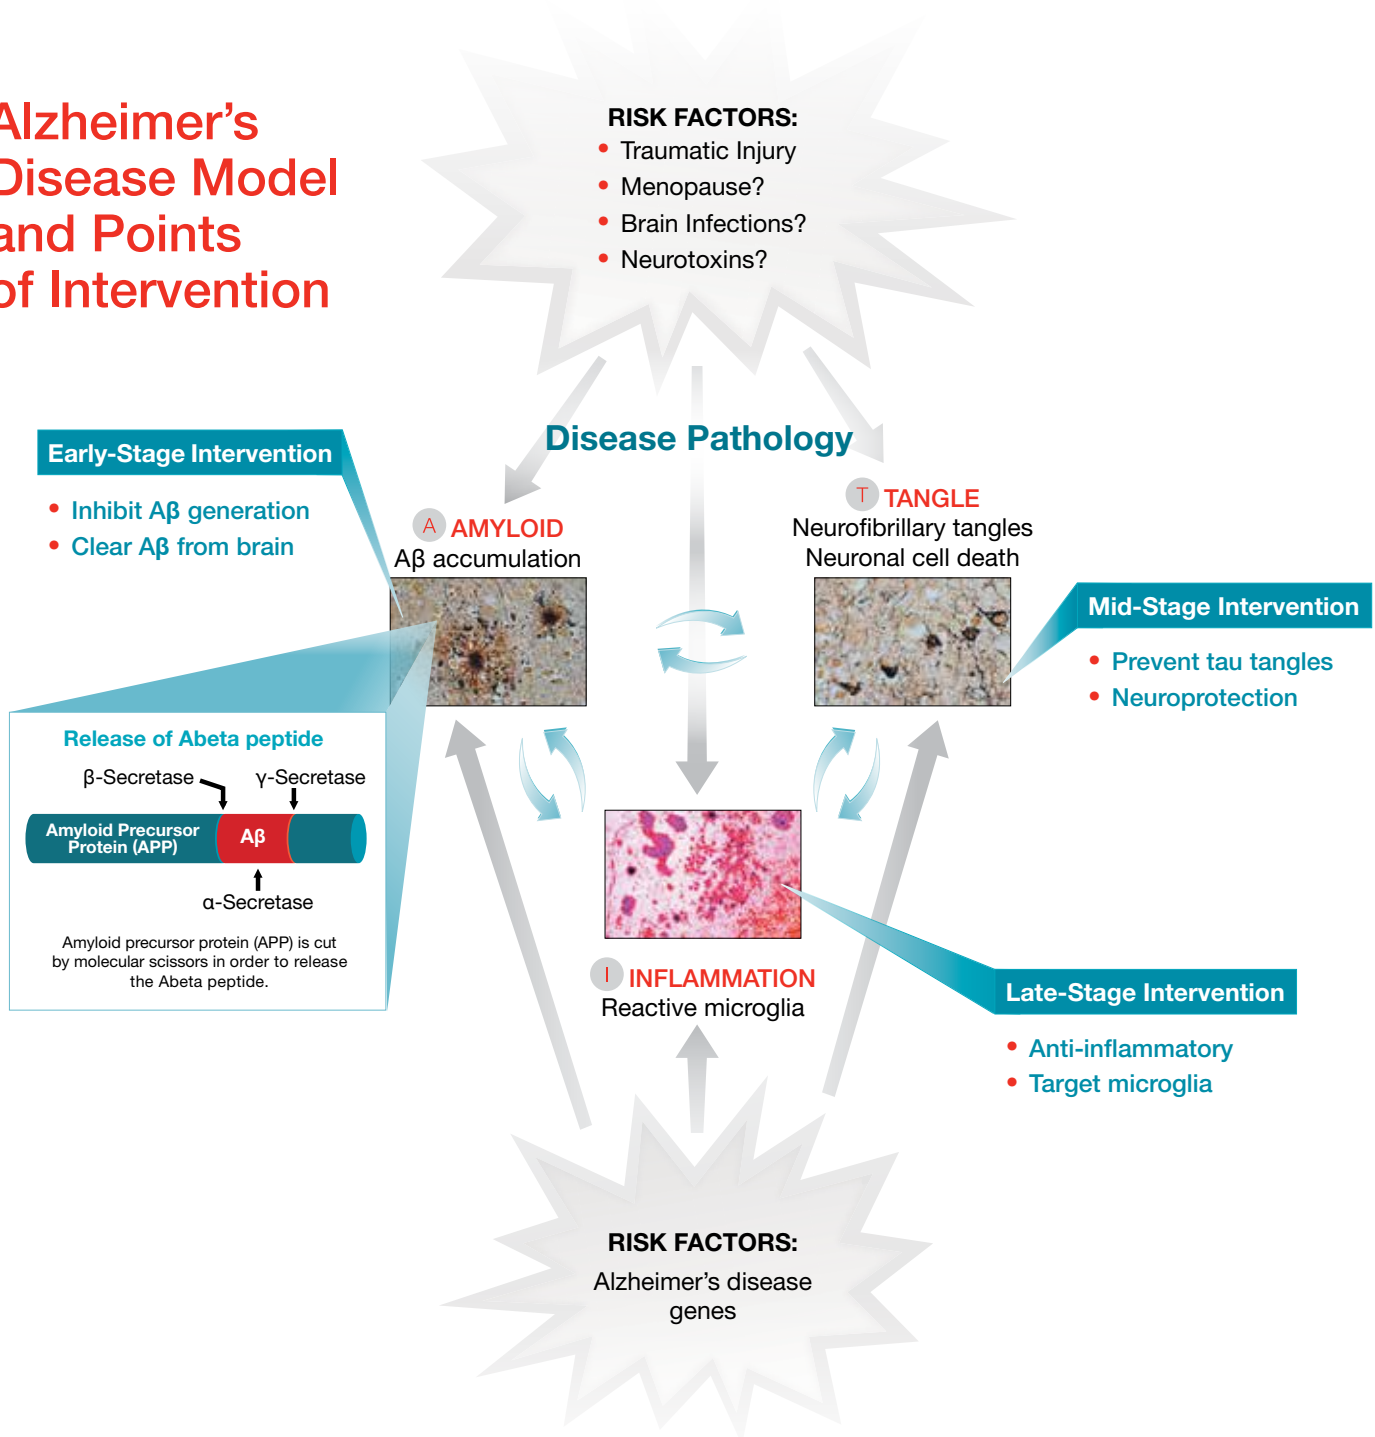 Alzheimer's
Disease Model
and Points
of Intervention
RISK FACTORS:
• Traumatic Injury
• Menopause?
• Brain Infections?
• Neurotoxins?
Disease Pathology
Early-Stage Intervention
• Inhibit Aβ generation
• Clear Aβ from brain
A AMYLOID
Aβ accumulation
T TANGLE
Neurofibrillary tangles
Neuronal cell death
Mid-Stage Intervention
• Prevent tau tangles
• Neuroprotection
Release of Abeta peptide
β-Secretase
γ-Secretase
Amyloid Precursor
Protein (APP)
Aβ
α-Secretase
Amyloid precursor protein (APP) is cut
by molecular scissors in order to release
the Abeta peptide.
I INFLAMMATION
Reactive microglia
Late-Stage Intervention
• Anti-inflammatory
• Target microglia
RISK FACTORS:
Alzheimer's disease
genes